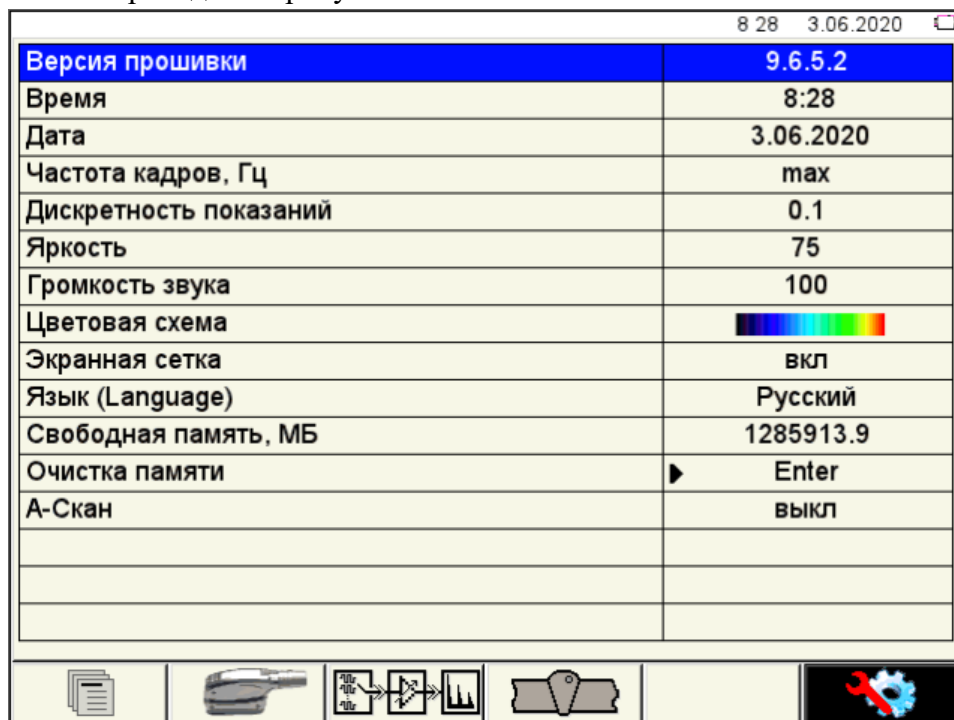 8 28 3.06.2020
Версия прошивки 9.6.5.2
Время 8:28
Дата 3.06.2020
Частота кадров, Гц max
Дискретность показаний 0.1
Яркость 75
Громкость звука 100
Цветовая схема
Экранная сетка вкл
Язык (Language) Русский
Свободная память, МБ 1285913.9
Очистка памяти Enter
А-Скан выкл